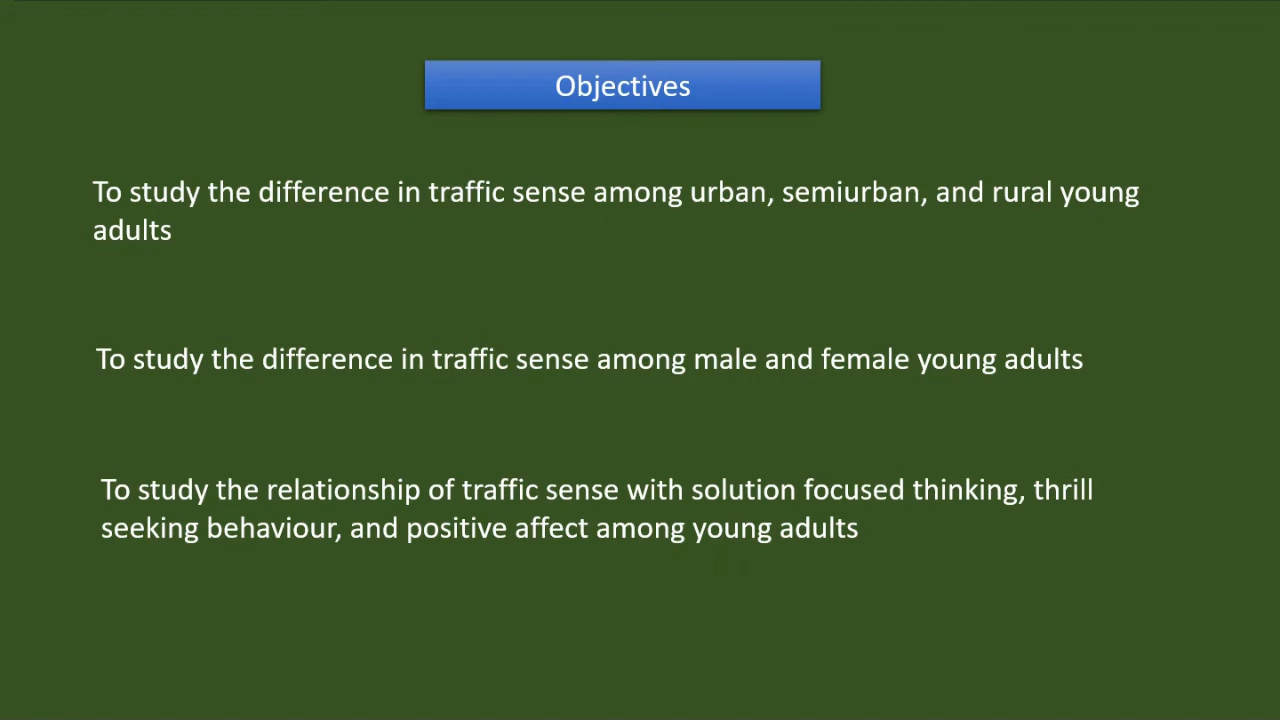 Objectives
To study the difference in traffic sense among urban, semiurban, and rural young
adults
To study the difference in traffic sense among male and female young adults
To study the relationship of traffic sense with solution focused thinking, thrill
seeking behaviour, and positive affect among young adults